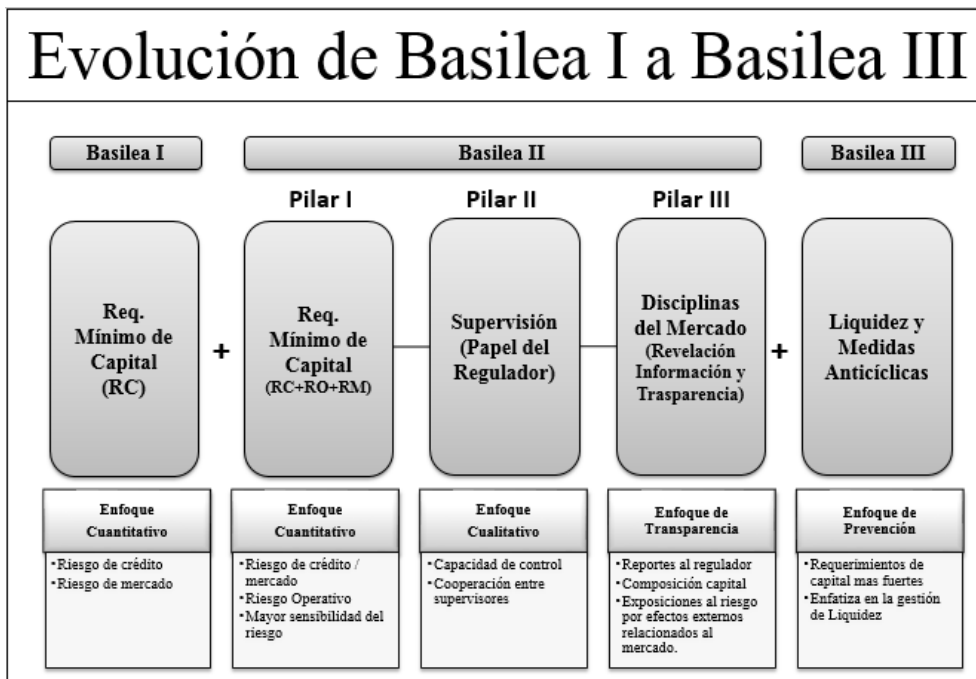 Evolución de Basilea I a Basilea III
Basilea I
Basilea II
Basilea III
Pilar I
Pilar II
Pilar III
Req.
Mínimo de
Capital
(RC)
+
Req.
Mínimo de
Capital
(RC+RO+RM)
Supervisión
(Papel del
Regulador)
Disciplinas
del Mercado
(Revelación
Información y
Trasparencia)
+
Liquidez y
Medidas
Anticíclicas
Enfoque
Cuantitativo
•Riesgo de crédito
•Riesgo de mercado
Enfoque
Cuantitativo
•Riesgo de crédito /
mercado
•Riesgo Operativo
•Mayor sensibilidad del
riesgo
Enfoque
Cualitativo
•Capacidad de control
•Cooperación entre
supervisores
Enfoque de
Transparencia
•Reportes al regulador
•Composición capital
•Exposiciones al riesgo
por efectos externos
relacionados al
mercado.
Enfoque de
Prevención
•Requerimientos de
capital mas fuertes
•Enfatiza en la gestión
de Liquidez